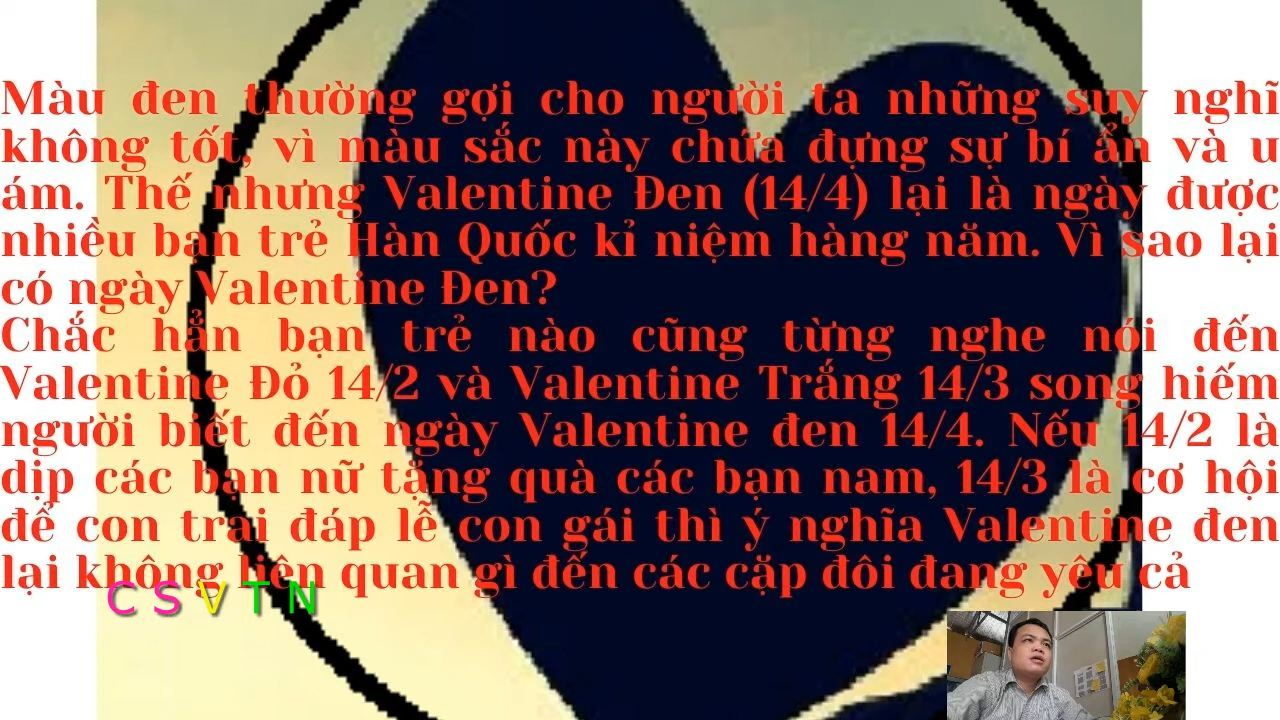 Màu đen thường gợi cho người ta những suy nghĩ
không tốt, vì màu sắc này chứa đựng sự bí ẩn và u
ám. Thế nhưng Valentine Đen (14/4) lại là ngày được
nhiều bạn trẻ Hàn Quốc kỉ niệm hàng năm. Vì sao lại
có ngày Valentine Đen?
Chắc hẳn bạn trẻ nào cũng từng nghe nói đến
Valentine Đỏ 14/2 và Valentine Trắng 14/3 song hiếm
người biết đến ngày Valentine đen 14/4. Nếu 14/2 là
dịp các bạn nữ tặng quà các bạn nam, 14/3 là cơ hội
để con trai đáp lễ con gái thì ý nghĩa Valentine đen
lại không liên quan gì đến các cặp đôi đang yêu cả
CSVTN